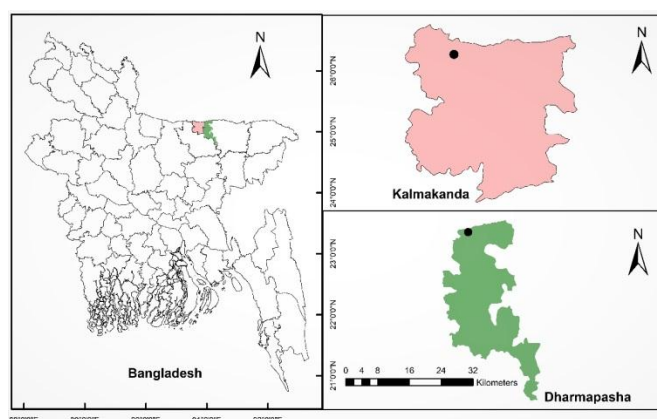 N
Bangladesh
N
26°0'0"N
25°0'0"N
24°0'0"N
Kalmakanda
N
23°0'0"N
22°0'0"N
21°0'0"N
0 4 8 16 24 32
Kilometers
Dharmapasha